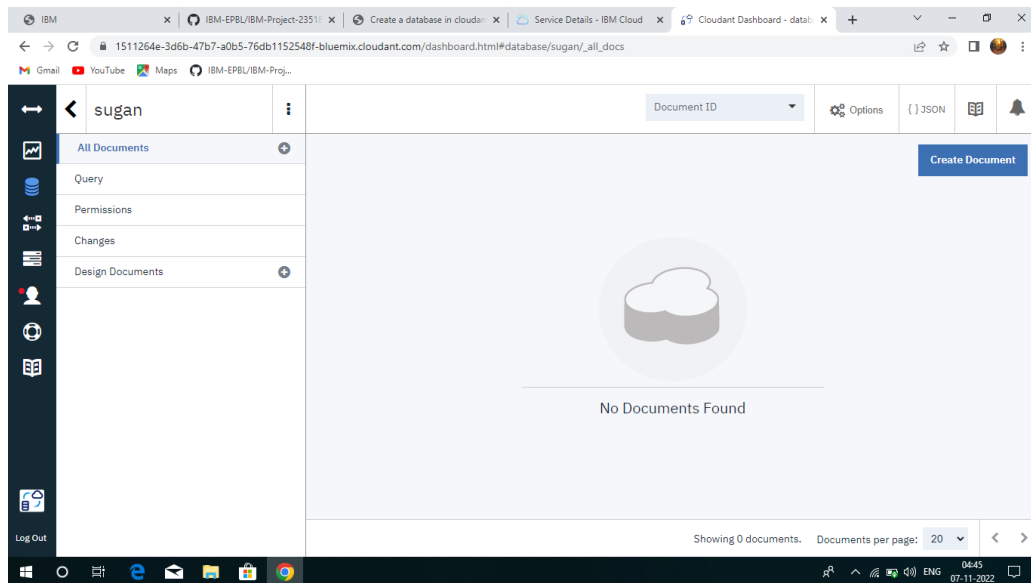 IBM
IBM-EPBL/IBM-Project-2351
Create a database in cloudan
Service Details - IBM Cloud
Cloudant Dashboard - datab
1511264e-3d6b-47b7-a0b5-76db1152548f-bluemix.cloudant.com/dashboard.html#database/sugan/_all_docs
Gmail
YouTube
Maps
IBM-EPBL/IBM-Proj...
sugan
Document ID
Options
{ } JSON
All Documents
Create Document
Query
Permissions
Changes
Design Documents
No Documents Found
Log Out
Showing 0 documents.
Documents per page: 20
ENG
04:45
07-11-2022